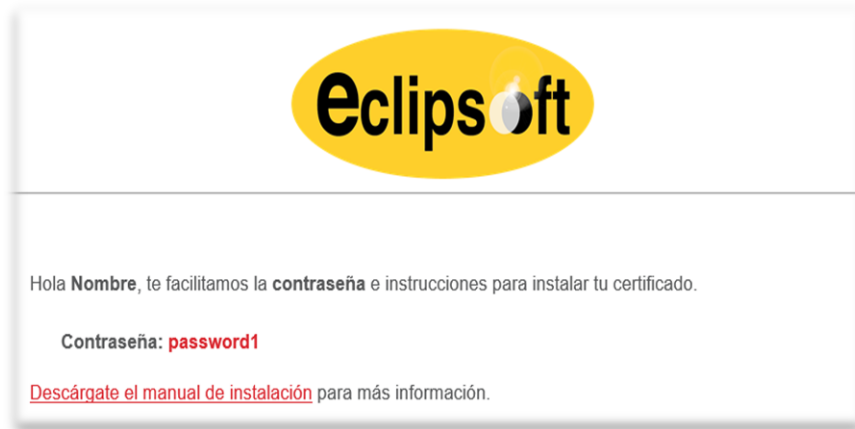 eclipsoft
Hola Nombre, te facilitamos la contraseña e instrucciones para instalar tu certificado.
Contraseña: password1
Descárgate el manual de instalación para más información.